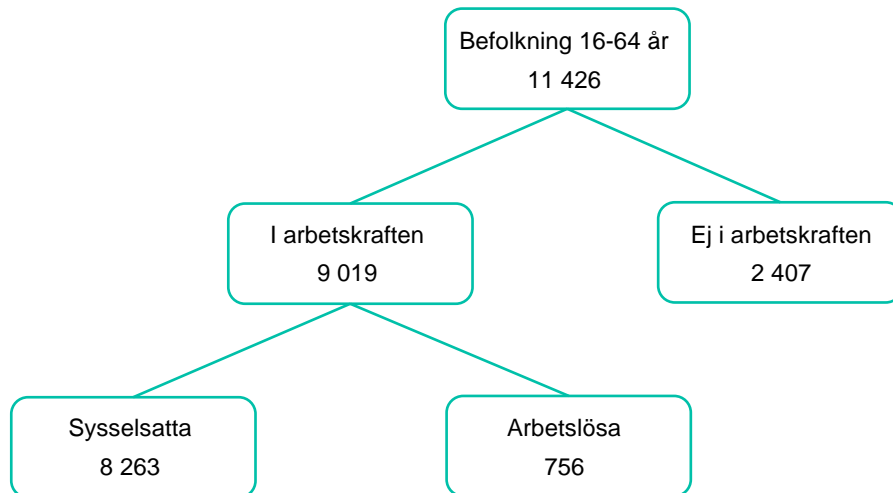 Befolkning 16-64 år
11 426
I arbetskraften
9 019
Ej i arbetskraften
2 407
Sysselsatta
8 263
Arbetslösa
756